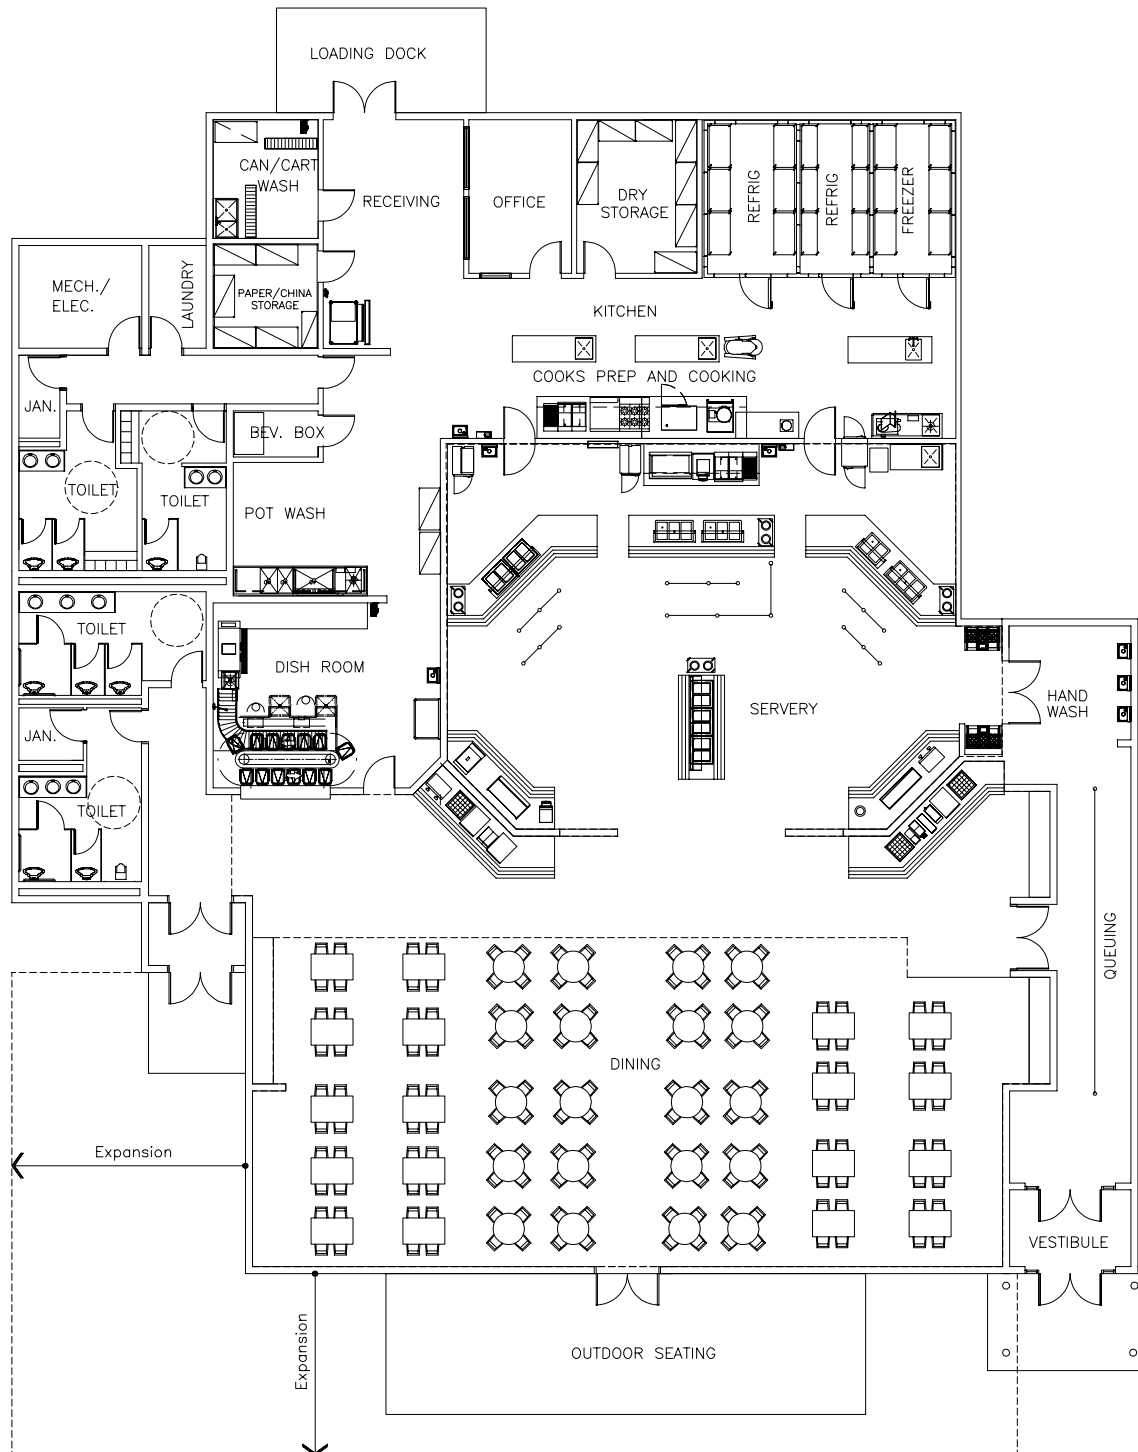 LOADING DOCK
CAN/CART
WASH
RECEIVING
OFFICE
DRY
STORAGE
REFRIG
REFRIG
FREEZER
MECH./
ELEC.
LAUNDRY
PAPER/CHINA
STORAGE
KITCHEN
COOKS PREP AND COOKING
JAN.
BEV. BOX
TOILET
TOILET
POT WASH
TOILET
DISH ROOM
SERVERY
HAND
WASH
JAN.
TOILET
QUEUING
DINING
Expansion
VESTIBULE
Expansion
OUTDOOR SEATING